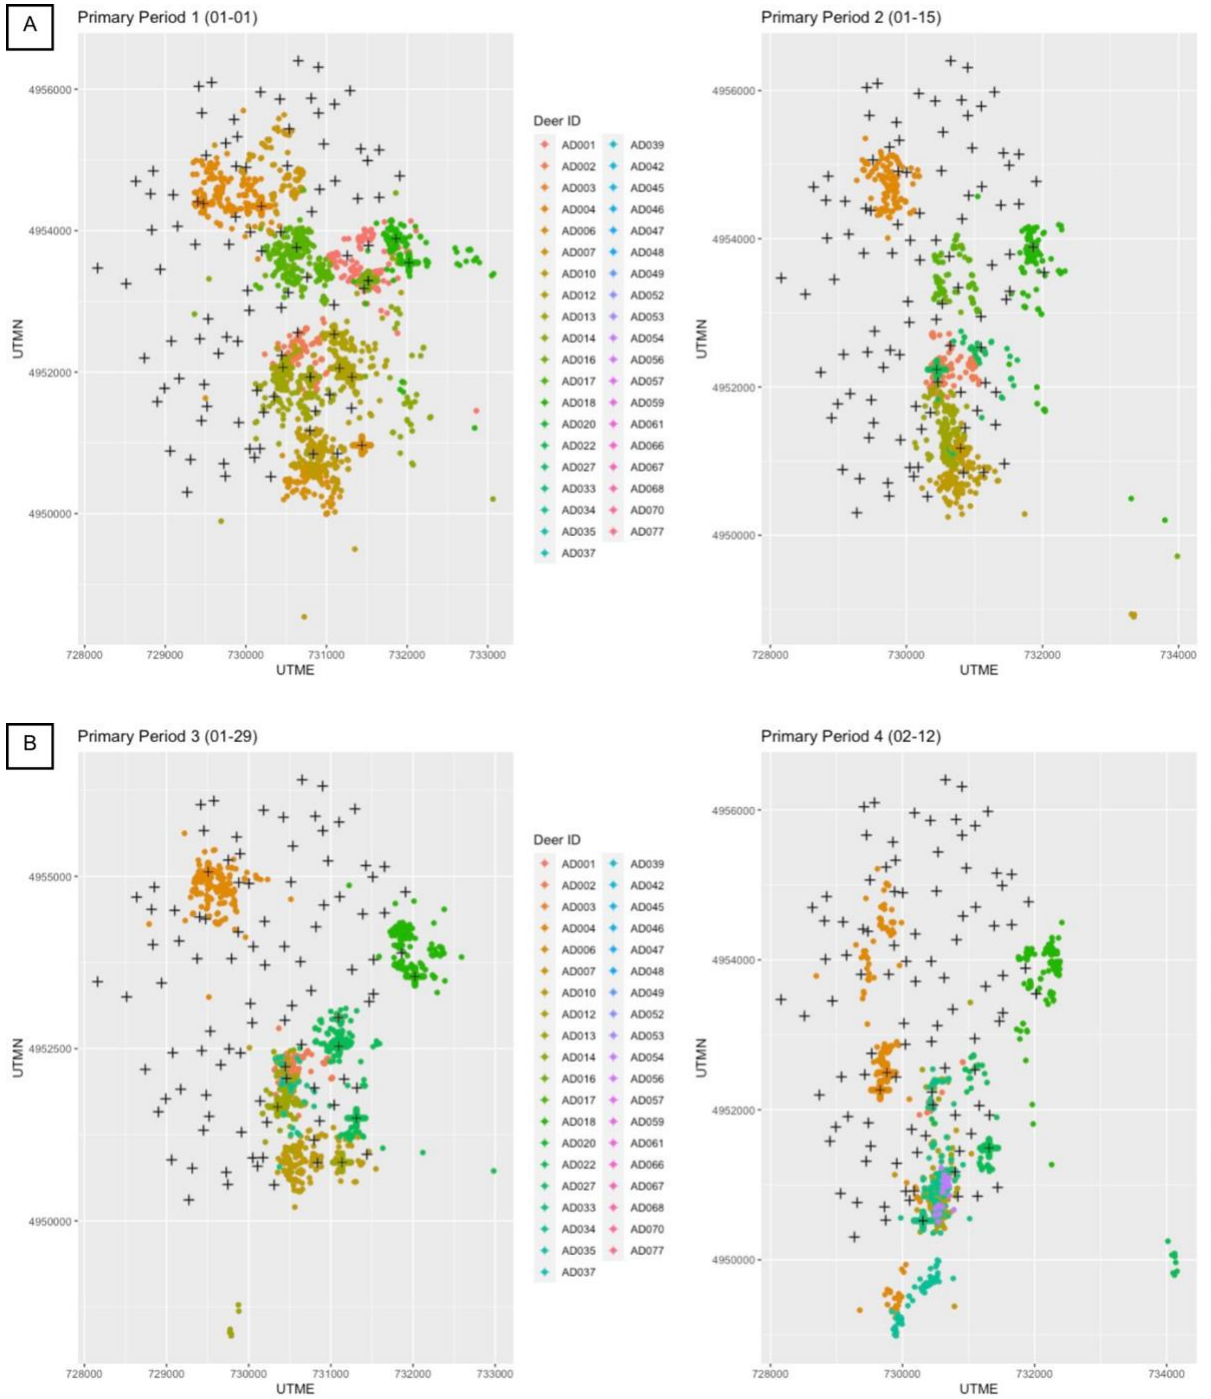 A
Primary Period 1 (01-01)
Primary Period 2 (01-15)
UTMN
4956000
4954000
4952000
4950000
728000 729000 730000 731000 732000 733000
UTME
Deer ID
AD001 AD039
AD002 AD042
AD003 AD045
AD004 AD046
AD006 AD047
AD007 AD048
AD010 AD049
AD012 AD052
AD013 AD053
AD014 AD054
AD016 AD056
AD017 AD057
AD018 AD059
AD020 AD061
AD022 AD066
AD027 AD067
AD033 AD068
AD034 AD070
AD035 AD077
AD037
UTMN
4956000
4954000
4952000
4950000
728000 730000 732000 734000
UTME
B
Primary Period 3 (01-29)
Primary Period 4 (02-12)
UTMN
4955000
4952500
4950000
728000 729000 730000 731000 732000 733000
UTME
Deer ID
AD001 AD039
AD002 AD042
AD003 AD045
AD004 AD046
AD006 AD047
AD007 AD048
AD010 AD049
AD012 AD052
AD013 AD053
AD014 AD054
AD016 AD056
AD017 AD057
AD018 AD059
AD020 AD061
AD022 AD066
AD027 AD067
AD033 AD068
AD034 AD070
AD035 AD077
AD037
UTMN
4956000
4954000
4952000
4950000
728000 730000 732000 734000
UTME